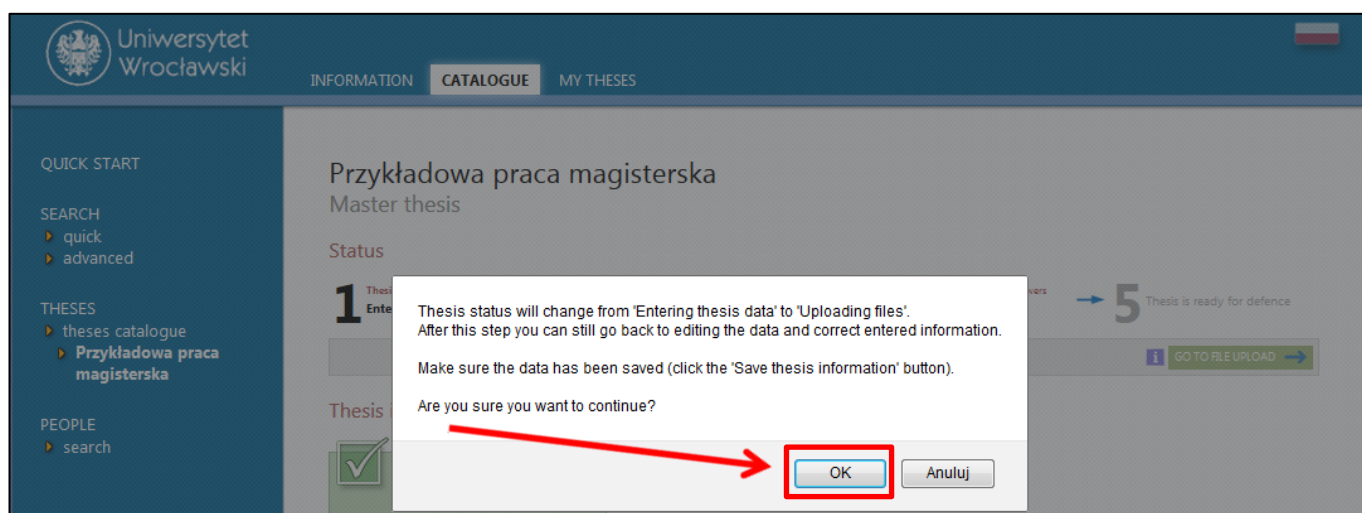 Uniwersytet
Wrocławski
INFORMATION CATALOGUE MY THESES
QUICK START
SEARCH
quick
advanced
THESES
theses catalogue
Przykładowa praca
magisterska
PEOPLE
search
Przykładowa praca magisterska
Master thesis
Status
1
5 Thesis is ready for defence
GO TO FILE UPLOAD
Thesis
Thesis status will change from 'Entering thesis data' to 'Uploading files'.
After this step you can still go back to editing the data and correct entered information.
Make sure the data has been saved (click the 'Save thesis information' button).
Are you sure you want to continue?
OK Anuluj